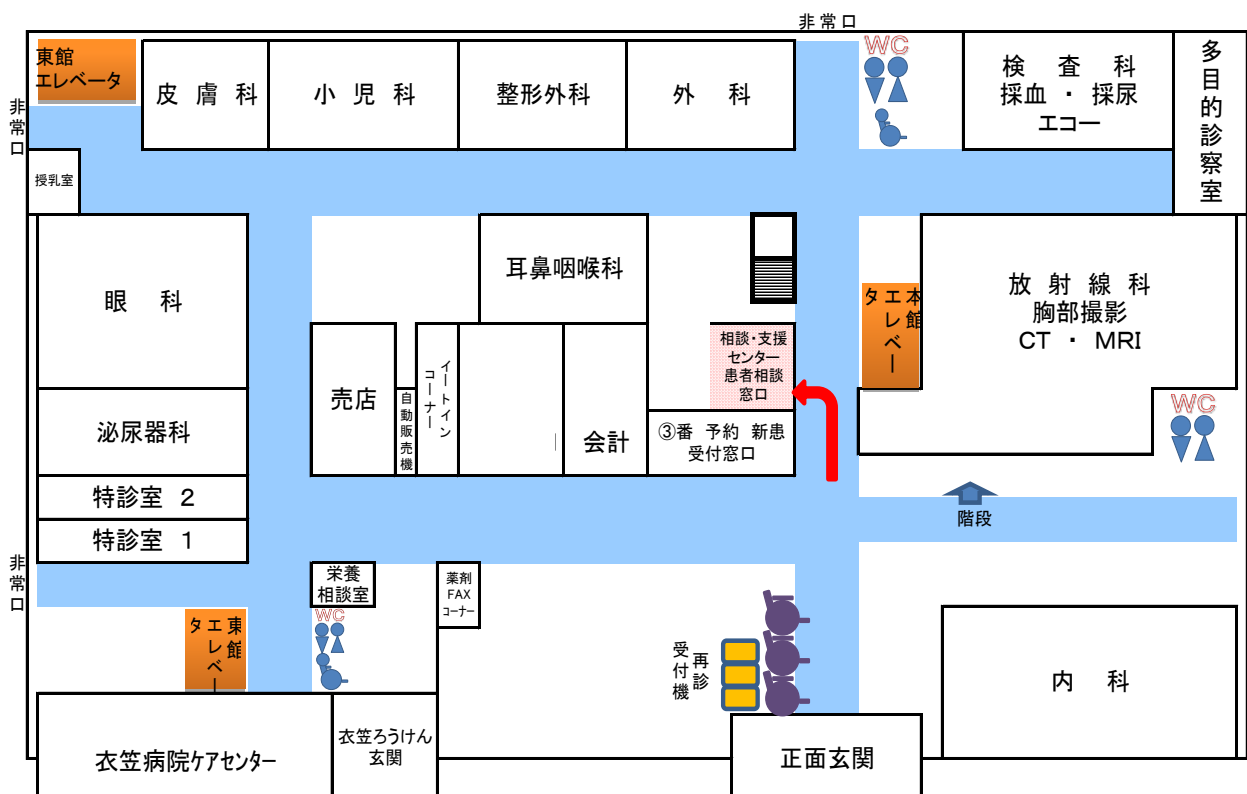 非常口
東館
エレベータ
皮膚科
小児科
整形外科
外科
WC
検査科
採血・採尿
エコー
多目的診察室
非常口
授乳室
眼科
耳鼻咽喉科
本館
エレベー
タ
放射線科
胸部撮影
CT・MRI
売店
自動販売機
イートイン
コーナー
会計
相談・支援
センター
患者相談
窓口
③番 予約 新患
受付窓口
泌尿器科
WC
特診室 2
特診室 1
階段
非常口
栄養
相談室
薬剤
FAX
コーナー
東館
エレベー
タ
WC
再診
受付機
内科
衣笠病院ケアセンター
衣笠ろうけん
玄関
正面玄関